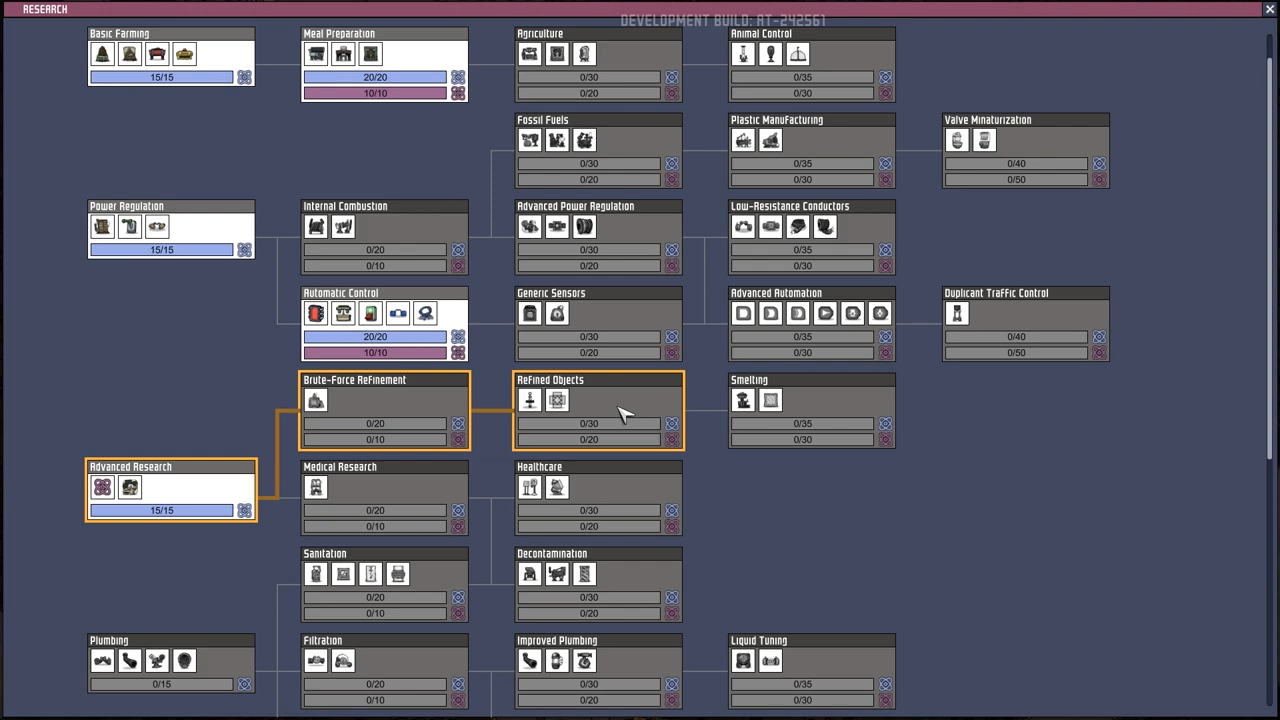 RESEARCH
DEVELOPMENT BUILD: AT-242561
Basic Farming
15/15
Meal Preparation
20/20
10/10
Agriculture
0/30
0/20
Animal Control
0/35
0/30
Fossil Fuels
0/30
0/20
Plastic Manufacturing
0/35
0/30
Valve Minaturization
0/40
0/50
Power Regulation
15/15
Internal Combustion
0/20
0/10
Advanced Power Regulation
0/30
0/20
Low-Resistance Conductors
0/35
0/30
Automatic Control
20/20
10/10
Generic Sensors
0/30
0/20
Advanced Automation
0/35
0/30
Duplicant Traffic Control
0/40
0/50
Brute-Force Refinement
0/20
0/10
Refined Objects
0/30
0/20
Smelting
0/35
0/30
Advanced Research
15/15
Medical Research
0/20
0/10
Healthcare
0/30
0/20
Sanitation
0/20
0/10
Decontamination
0/30
0/20
Plumbing
0/15
Filtration
0/20
0/10
Improved Plumbing
0/30
0/20
Liquid Tuning
0/35
0/30